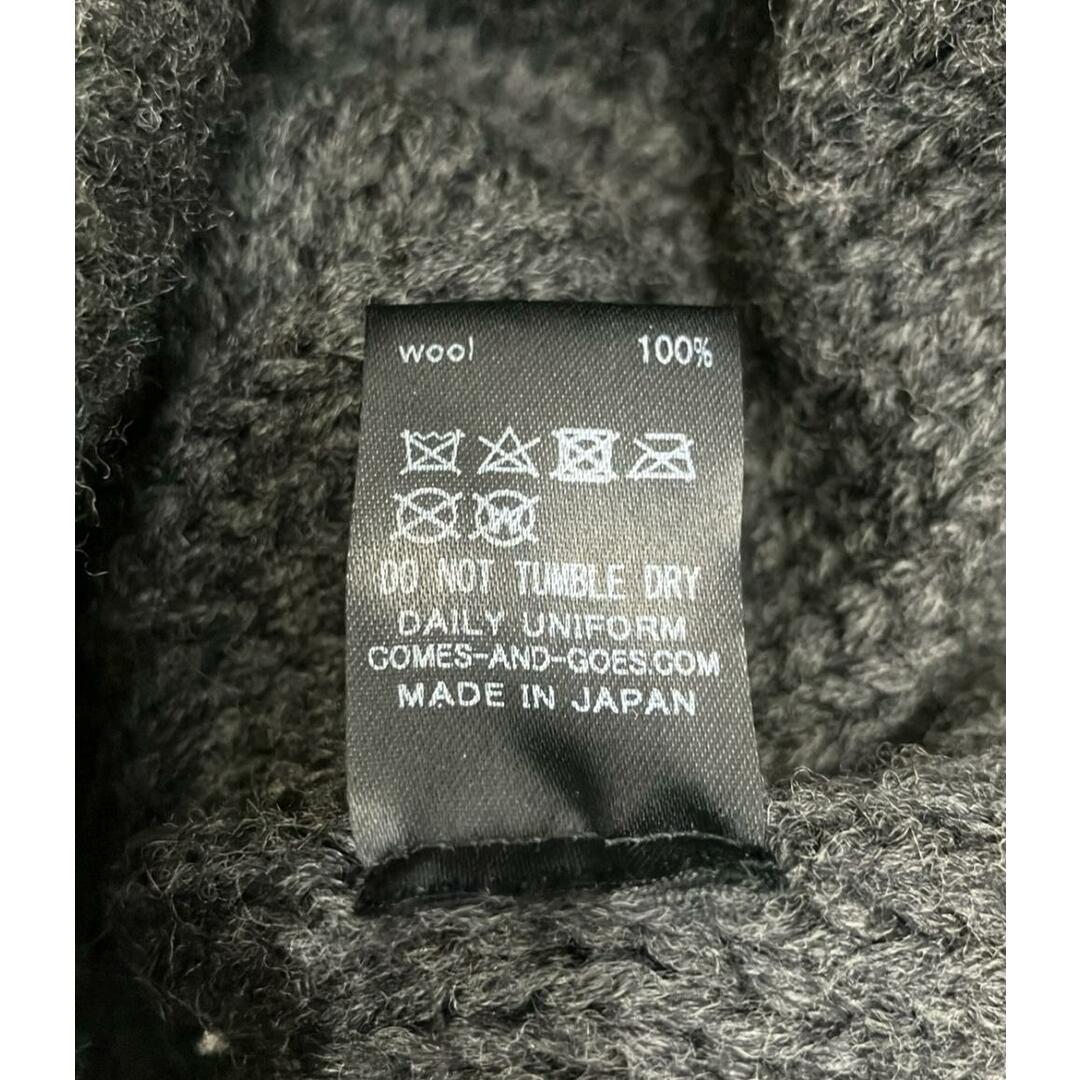 wool 100%
W
DO NOT TUMBLE DRY
DAILY UNIFORM
COMES-AND-GOES.COM
MADE IN JAPAN